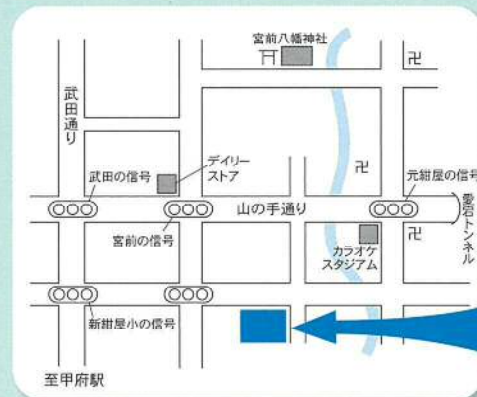 宮前八幡神社
武田通り
デイリー
ストア
武田の信号
元紺屋の信号
山の手通り
宮前の信号
カラオケ
スタジアム
愛宕トンネル
新紺屋小の信号
至甲府駅